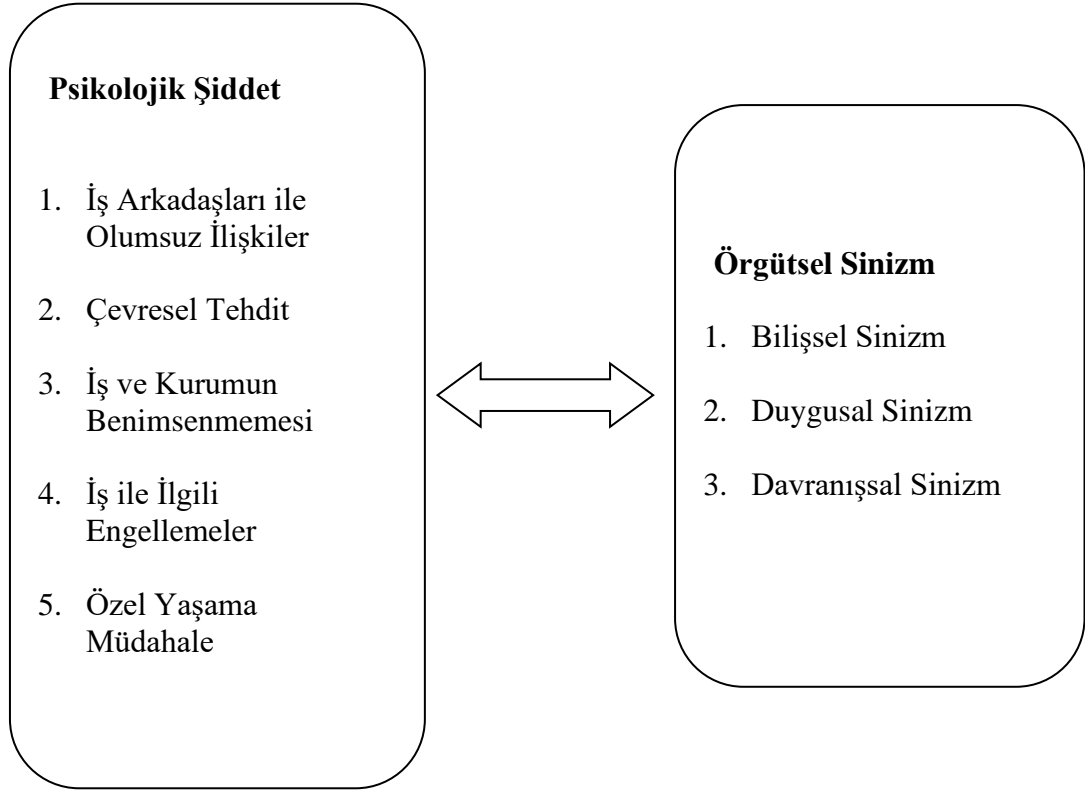 Psikolojik Şiddet
1. İş Arkadaşları ile
Olumsuz İlişkiler
2. Çevresel Tehdit
3. İş ve Kurumun
Benimsenmemesi
4. İş ile İlgili
Engellemeler
5. Özel Yaşama
Müdahale
Örgütsel Sinizm
1. Bilişsel Sinizm
2. Duygusal Sinizm
3. Davranışsal Sinizm